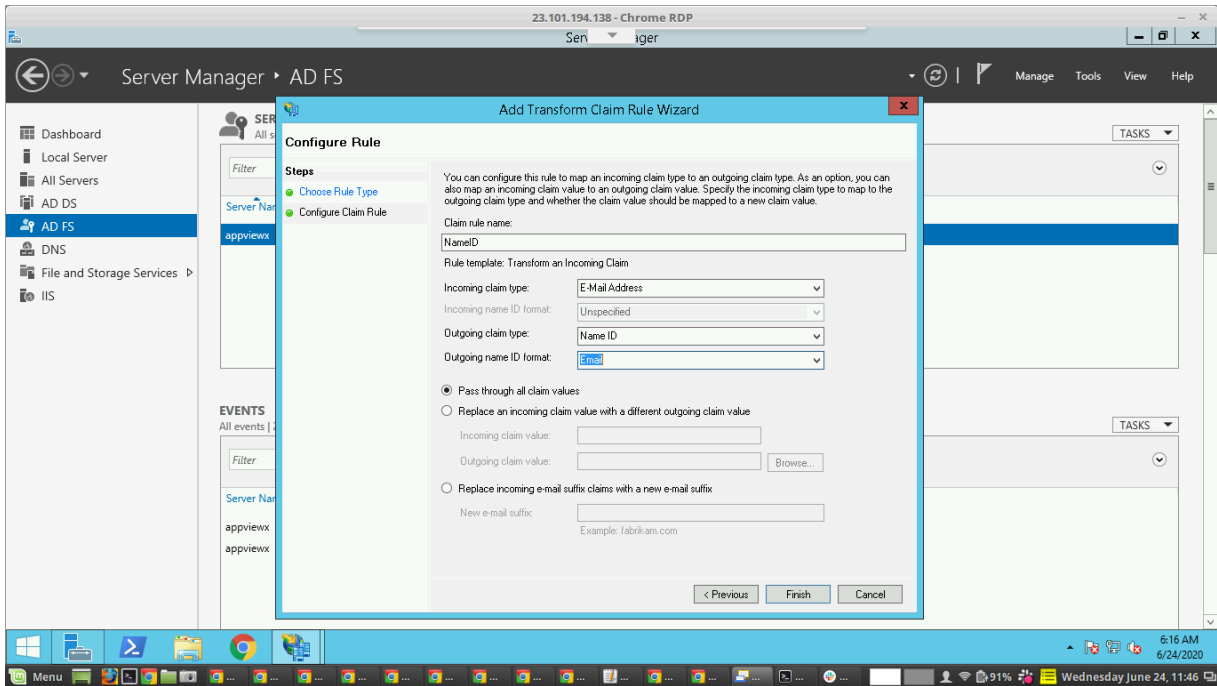 23.101.194.138 - Chrome RDP
Server Manager ‣ AD FS
Manage Tools View Help
Dashboard
Local Server
All Servers
AD DS
AD FS
DNS
File and Storage Services
IIS
TASKS
Filter
Server Nar
appviewx
EVENTS
All events |
TASKS
Filter
Server Nar
appviewx
appviewx
Add Transform Claim Rule Wizard
x
Configure Rule
Steps
Choose Rule Type
Configure Claim Rule
You can configure this rule to map an incoming claim type to an outgoing claim type. As an option, you can
also map an incoming claim value to an outgoing claim value. Specify the incoming claim type to map to the
outgoing claim type and whether the claim value should be mapped to a new claim value.
Claim rule name:
NameID
Rule template: Transform an Incoming Claim
Incoming claim type: E-Mail Address
Incoming name ID format: Unspecified
Outgoing claim type: Name ID
Outgoing name ID format: Email
Pass through all claim values
Replace an incoming claim value with a different outgoing claim value
Incoming claim value:
Outgoing claim value: Browse...
Replace incoming e-mail suffix claims with a new e-mail suffix
New e-mail suffix:
Example: fabrikam.com
< Previous Finish Cancel
6:16 AM
6/24/2020
Menu
91%
Wednesday June 24, 11:46